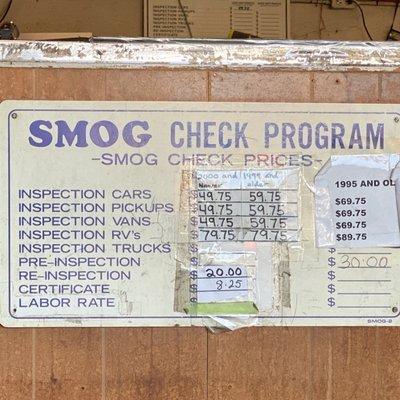 SMOG CHECK PROGRAM
-SMOG CHECK PRICES-
2000 and Newer 1999 and older 1995 AND OL
INSPECTION CARS $49.75 59.75 $69.75
INSPECTION PICKUPS $49.75 59.75 $69.75
INSPECTION VANS $49.75 59.75 $69.75
INSPECTION RV's $79.75 79.75 $89.75
INSPECTION TRUCKS $
PRE-INSPECTION $ 30.00
RE-INSPECTION 20.00 $
CERTIFICATE 8.25 $
LABOR RATE $ $
SMOG-2